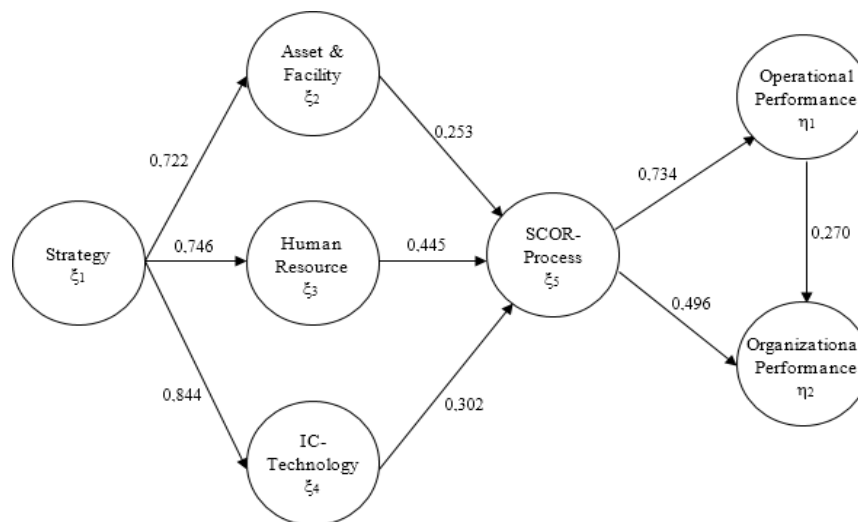 Asset &
Facility
ξ2
Operational
Performance
η1
0,253
0,722
0,734
Strategy
ξ1
0,746
Human
Resource
ξ3
0,445
SCOR-
Process
ξ5
0,270
0,496
Organizational
Performance
η2
0,844
0,302
IC-
Technology
ξ4